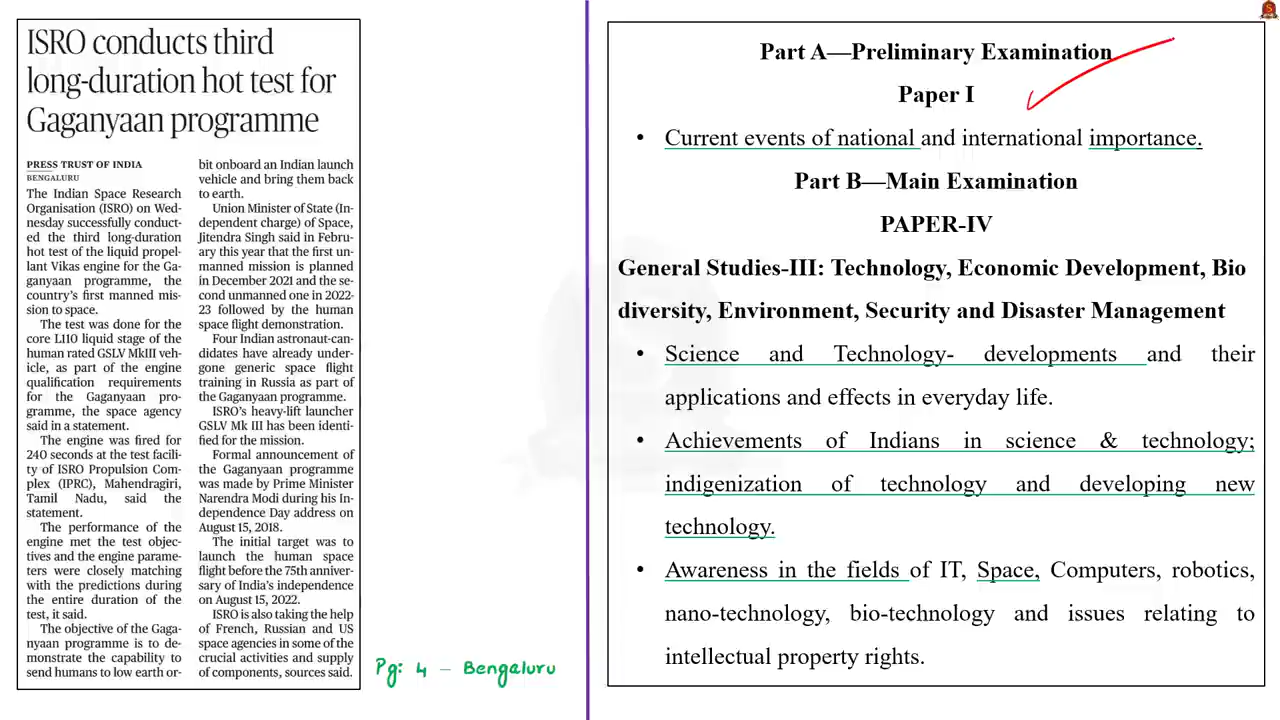 ISRO conducts third
long-duration hot test for
Gaganyaan programme
PRESS TRUST OF INDIA
BENGALURU
The Indian Space Research
Organisation (ISRO) on Wed-
nesday successfully conduct-
ed the third long-duration
hot test of the liquid propel-
lant Vikas engine for the Ga-
ganyaan programme, the
country's first manned mis-
sion to space.
The test was done for the
core L110 liquid stage of the
human rated GSLV MkIII veh-
icle, as part of the engine
qualification requirements
for the Gaganyaan pro-
gramme, the space agency
said in a statement.
The engine was fired for
240 seconds at the test facili-
ty of ISRO Propulsion Com-
plex (IPRC), Mahendragiri,
Tamil Nadu, said the
statement.
The performance of the
engine met the test objec-
tives and the engine parame-
ters were closely matching
with the predictions during
the entire duration of the
test, it said.
The objective of the Gaga-
nyaan programme is to de-
monstrate the capability to
send humans to low earth or-
bit onboard an Indian launch
vehicle and bring them back
to earth.
Union Minister of State (In-
dependent charge) of Space,
Jitendra Singh said in Febru-
ary this year that the first un-
manned mission is planned
in December 2021 and the se-
cond unmanned one in 2022-
23 followed by the human
space flight demonstration.
Four Indian astronaut-can-
didates have already under-
gone generic space flight
training in Russia as part of
the Gaganyaan programme.
ISRO's heavy-lift launcher
GSLV Mk III has been identi-
fied for the mission.
Formal announcement of
the Gaganyaan programme
was made by Prime Minister
Narendra Modi during his In-
dependence Day address on
August 15, 2018.
The initial target was to
launch the human space
flight before the 75th anniver-
sary of India's independence
on August 15, 2022.
ISRO is also taking the help
of French, Russian and US
space agencies in some of the
crucial activities and supply
of components, sources said.
Pg: 4 – Bengaluru
Part A—Preliminary Examination
Paper I
• Current events of national and international importance.
Part B—Main Examination
PAPER-IV
General Studies-III: Technology, Economic Development, Bio
diversity, Environment, Security and Disaster Management
• Science and Technology- developments and their
applications and effects in everyday life.
• Achievements of Indians in science & technology;
indigenization of technology and developing new
technology.
• Awareness in the fields of IT, Space, Computers, robotics,
nano-technology, bio-technology and issues relating to
intellectual property rights.